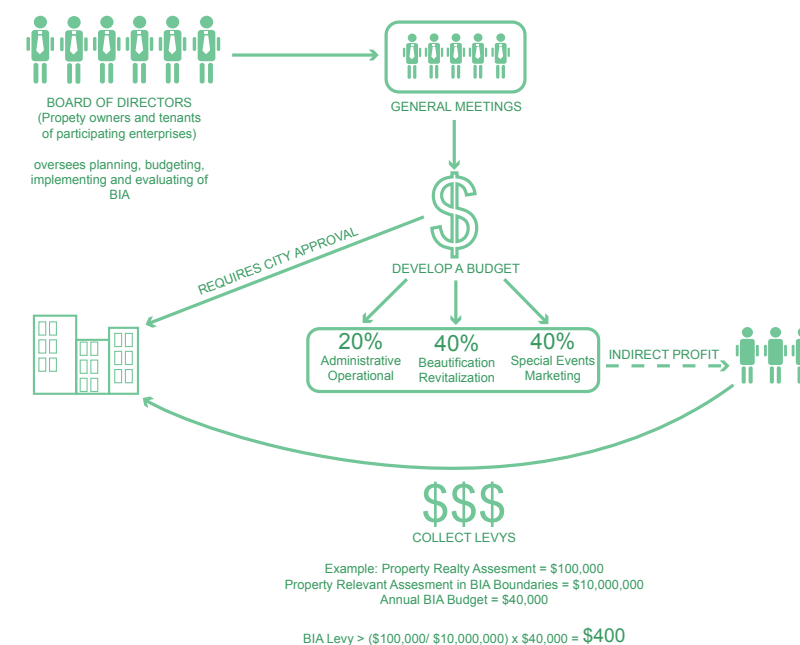 BOARD OF DIRECTORS
(Propety owners and tenants
of participating enterprises)
oversees planning, budgeting,
implementing and evaluating of
BIA
GENERAL MEETINGS
$
REQUIRES CITY APPROVAL
DEVELOP A BUDGET
20%
Administrative
Operational
40%
Beautification
Revitalization
40%
Special Events
Marketing
INDIRECT PROFIT
$$$
COLLECT LEVYS
Example: Property Realty Assesment = $100,000
Property Relevant Assesment in BIA Boundaries = $10,000,000
Annual BIA Budget = $40,000
BIA Levy > ($100,000/ $10,000,000) x $40,000 = $400